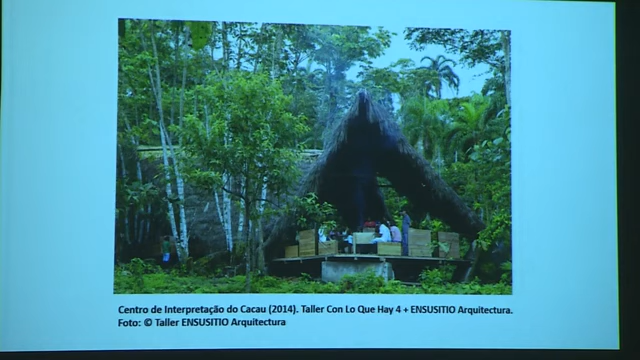 Centro de Interpretação do Cacau (2014). Taller Con Lo Que Hay 4 + ENSUSITIO Arquitectura.
Foto: © Taller ENSUSITIO Arquitectura